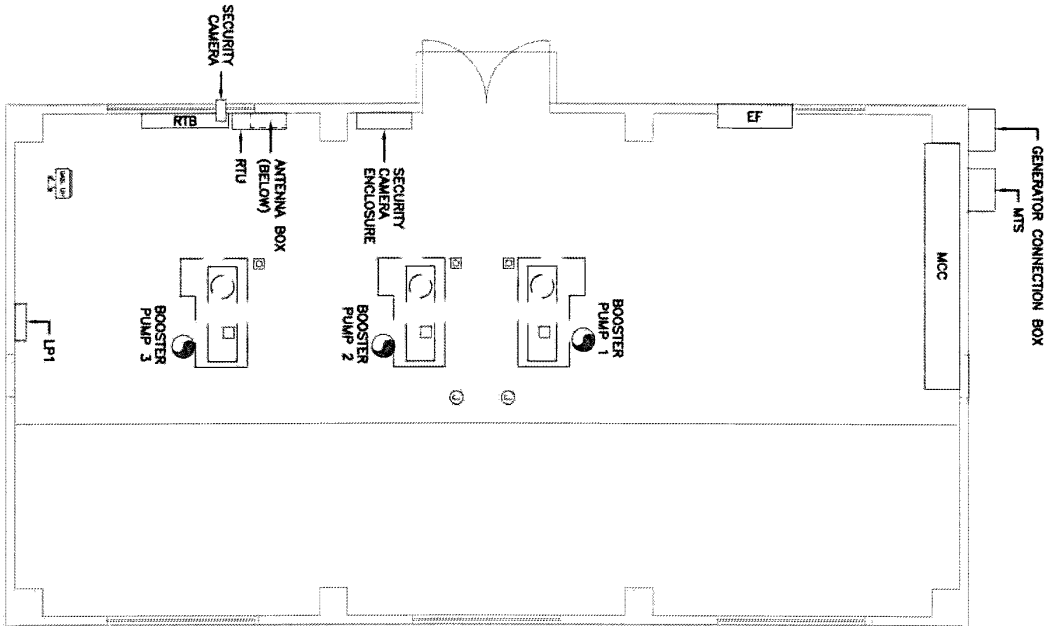 SECURITY
CAMERA
RTB
RTU
ANTENNA BOX
(BELOW)
SECURITY
CAMERA
ENCLOSURE
EF
GENERATOR CONNECTION BOX
MTS
MCC
BOOSTER
PUMP 1
BOOSTER
PUMP 2
BOOSTER
PUMP 3
LP1
J
J